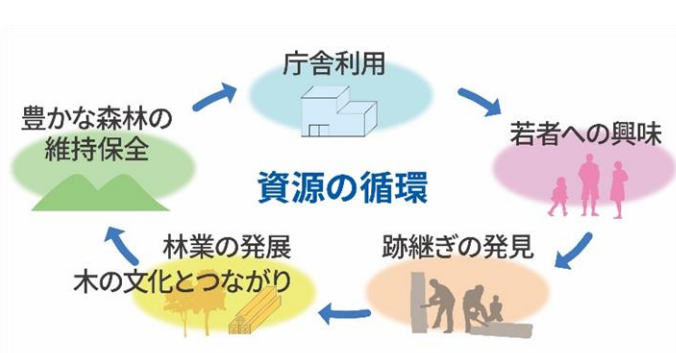 庁舎利用
豊かな森林の
維持保全
若者への興味
資源の循環
林業の発展
木の文化とつながり
跡継ぎの発見